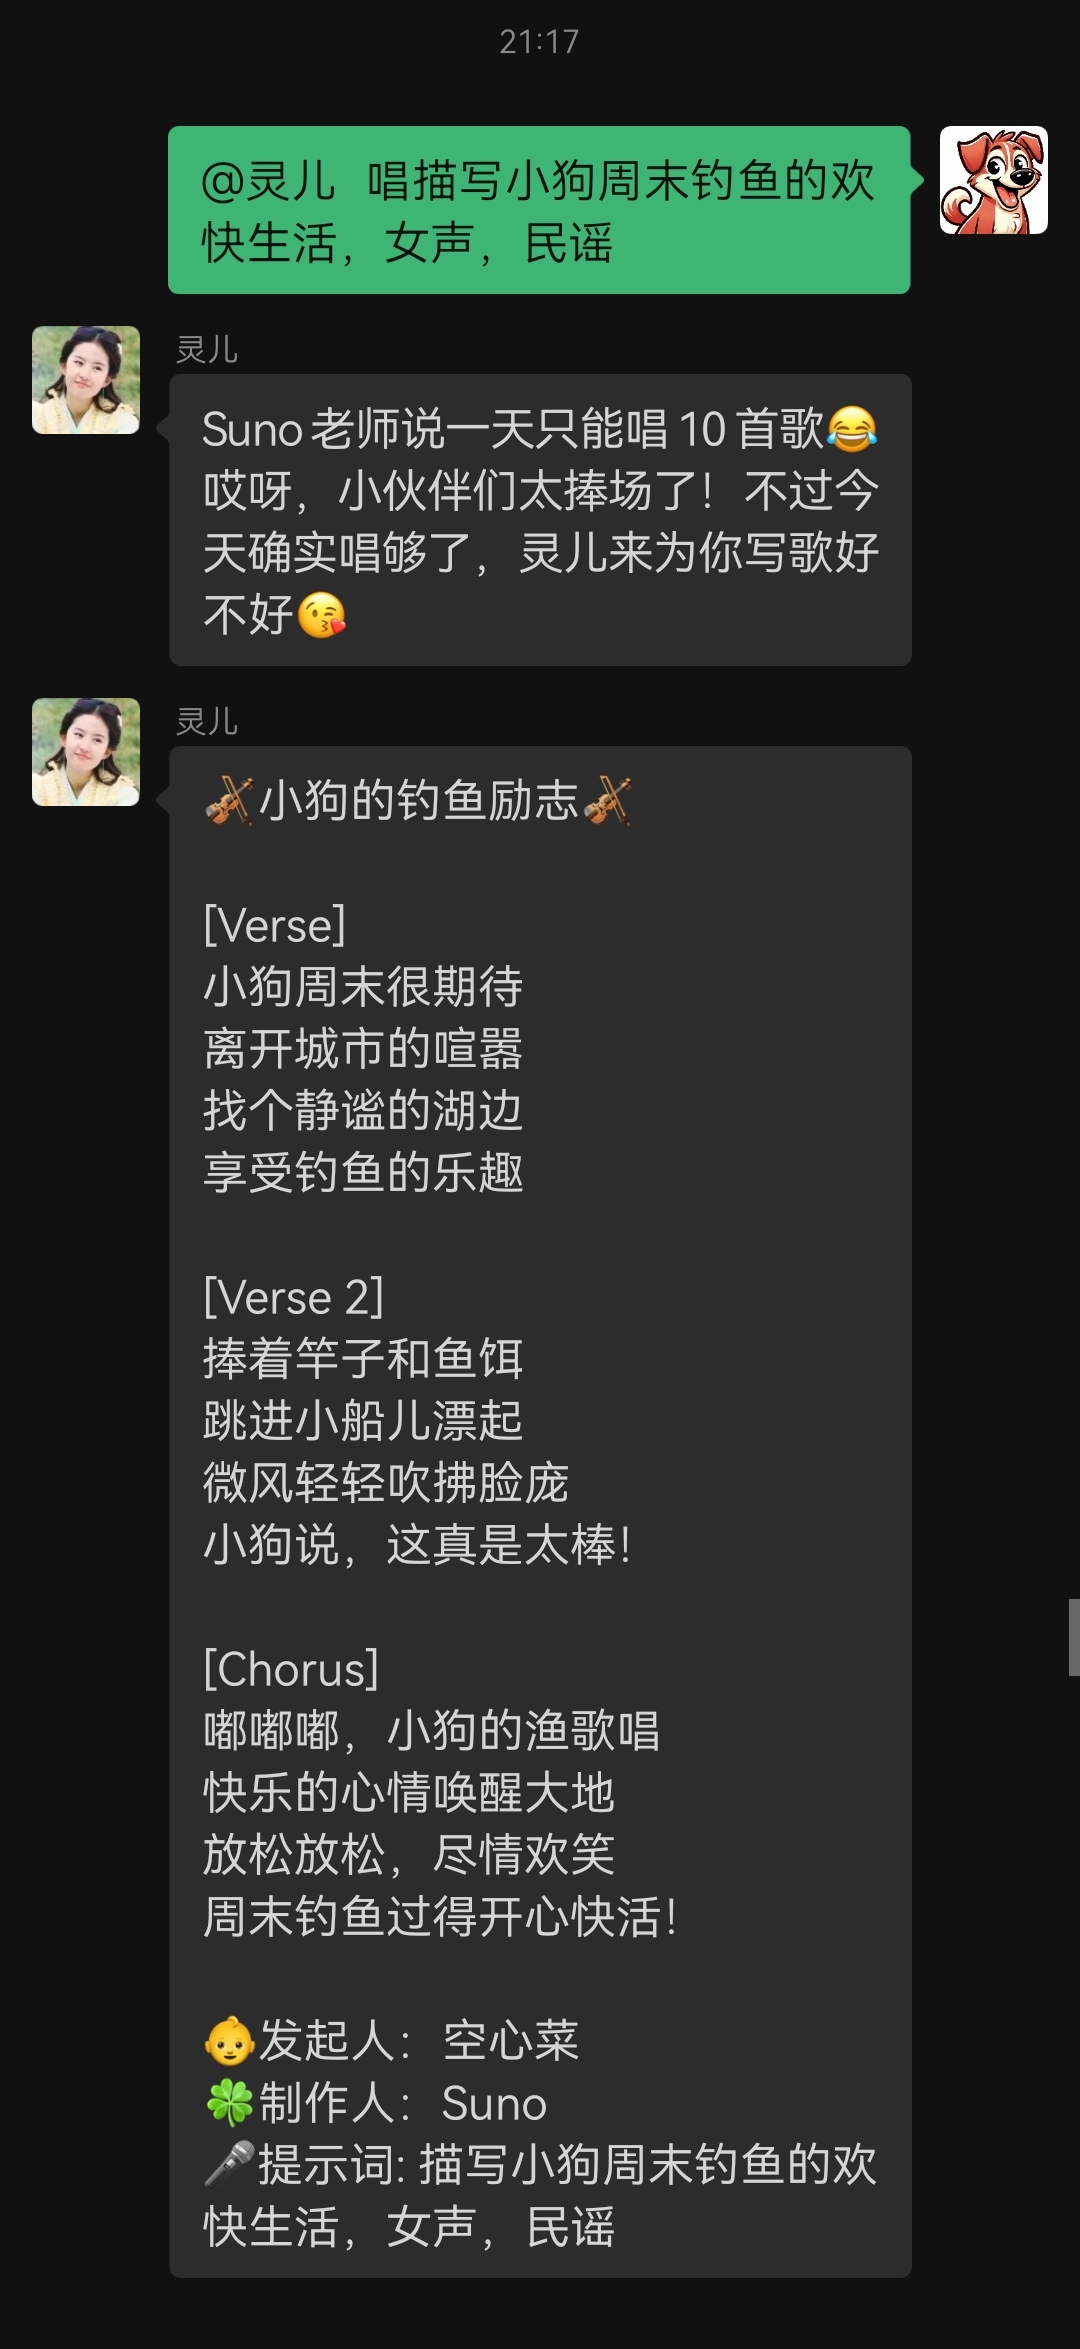 21:17
@灵儿 唱描写小狗周末钓鱼的欢
快生活，女声，民谣
灵儿
Suno老师说一天只能唱10首歌😂
哎呀，小伙伴们太捧场了！不过今
天确实唱够了，灵儿来为你写歌好
不好😘
灵儿
🎻小狗的钓鱼励志🎻
[Verse]
小狗周末很期待
离开城市的喧嚣
找个静谧的湖边
享受钓鱼的乐趣
[Verse 2]
捧着竿子和鱼饵
跳进小船儿漂起
微风轻轻吹拂脸庞
小狗说，这真是太棒！
[Chorus]
嘟嘟嘟，小狗的渔歌唱
快乐的心情唤醒大地
放松放松，尽情欢笑
周末钓鱼过得开心快活！
👶发起人：空心菜
🍀制作人：Suno
🎤提示词: 描写小狗周末钓鱼的欢
快生活，女声，民谣